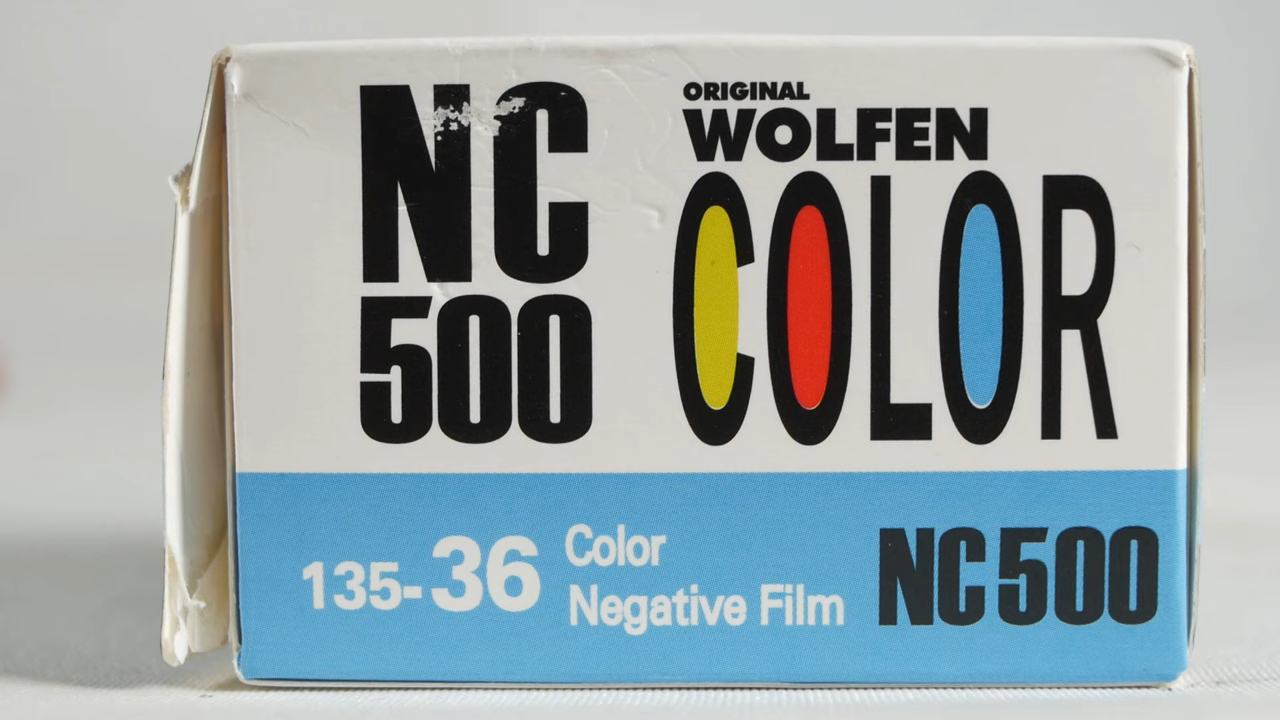 NC
500
ORIGINAL
WOLFEN
COLOR
135-36
Color
Negative Film
NC500